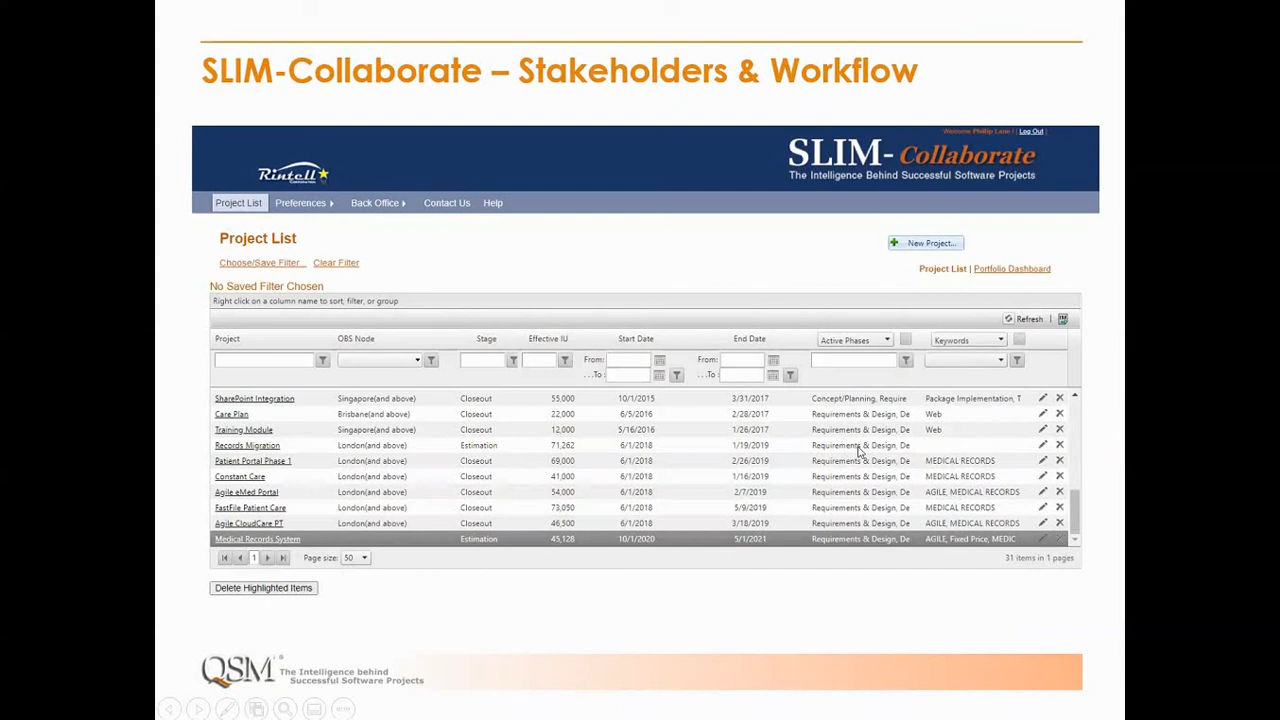 SLIM-Collaborate – Stakeholders & Workflow
Welcome Phillip Lane | Log Out |
Rintell
SLIM-Collaborate
The Intelligence Behind Successful Software Projects
Project List Preferences Back Office Contact Us Help
Project List
New Project...
Choose/Save Filter... Clear Filter
Project List | Portfolio Dashboard
No Saved Filter Chosen
Right click on a column name to sort, filter, or group
Refresh
Project OBS Node Stage Effective IU Start Date End Date Active Phases Keywords
From: From:
...To : ...To :
SharePoint Integration Singapore(and above) Closeout 55,000 10/1/2015 3/31/2017 Concept/Planning, Require Package Implementation, T
Care Plan Brisbane(and above) Closeout 22,000 6/5/2016 2/28/2017 Requirements & Design, De Web
Training Module Singapore(and above) Closeout 12,000 5/16/2016 1/26/2017 Requirements & Design, De Web
Records Migration London(and above) Estimation 71,262 6/1/2018 1/19/2019 Requirements & Design, De
Patient Portal Phase 1 London(and above) Closeout 69,000 6/1/2018 2/26/2019 Requirements & Design, De MEDICAL RECORDS
Constant Care London(and above) Closeout 41,000 6/1/2018 1/16/2019 Requirements & Design, De MEDICAL RECORDS
Agile eMed Portal London(and above) Closeout 54,000 6/1/2018 2/7/2019 Requirements & Design, De AGILE, MEDICAL RECORDS
FastFile Patient Care London(and above) Closeout 73,050 6/1/2018 5/9/2019 Requirements & Design, De MEDICAL RECORDS
Agile CloudCare PT London(and above) Closeout 46,500 6/1/2018 3/18/2019 Requirements & Design, De AGILE, MEDICAL RECORDS
Medical Records System Estimation 45,128 10/1/2020 5/1/2021 Requirements & Design, De AGILE, Fixed Price, MEDIC
1 Page size: 50 31 items in 1 pages
Delete Highlighted Items
QSM® The Intelligence behind
Successful Software Projects